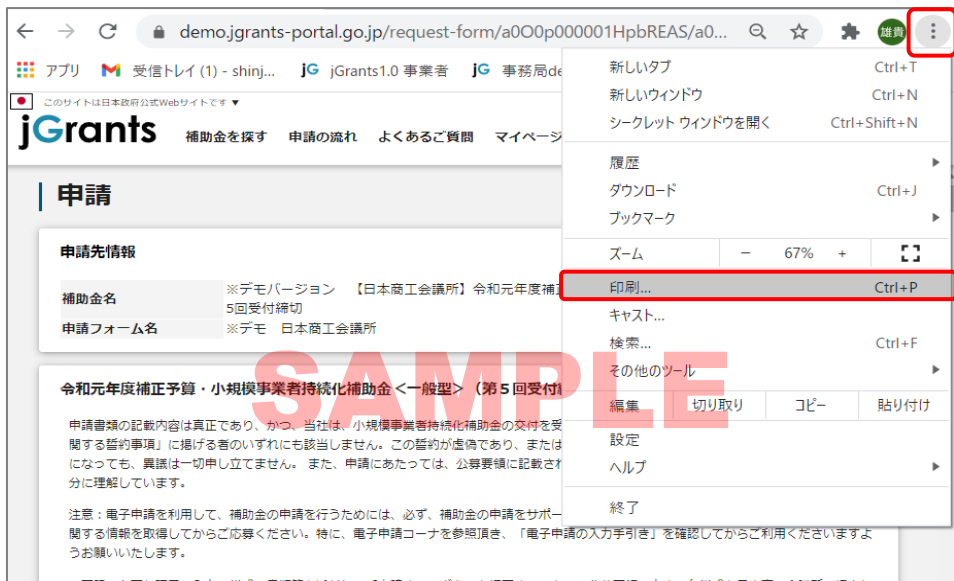 demo.jgrants-portal.go.jp/request-form/a0O0p000001HpbREAS/a0...
雄貴
アプリ
受信トレイ (1) - shinj...
jG jGrants1.0 事業者
jG 事務局de
このサイトは日本政府公式Webサイトです ▼
jGrants
補助金を探す 申請の流れ よくあるご質問 マイページ
申請
申請先情報
補助金名
※デモバージョン 【日本商工会議所】令和元年度補
5回受付締切
申請フォーム名
※デモ 日本商工会議所
令和元年度補正予算・小規模事業者持続化補助金＜一般型＞（第５回受付
申請書類の記載内容は真正であり、かつ、当社は、小規模事業者持続化補助金の交付を受
関する誓約事項」に掲げる者のいずれにも該当しません。この誓約が虚偽であり、または
になっても、異議は一切申し立てません。 また、申請にあたっては、公募要領に記載され
分に理解しています。
注意：電子申請を利用して、補助金の申請を行うためには、必ず、補助金の申請をサポー
関する情報を取得してからご応募ください。特に、電子申請コーナを参照頂き、「電子申請の入力手引き」を確認してからご利用くださいますよ
うお願いいたします。
新しいタブ Ctrl+T
新しいウィンドウ Ctrl+N
シークレット ウィンドウを開く Ctrl+Shift+N
履歴
ダウンロード Ctrl+J
ブックマーク
ズーム − 67% +
印刷... Ctrl+P
キャスト...
検索... Ctrl+F
その他のツール
編集 切り取り コピー 貼り付け
設定
ヘルプ
終了
SAMPLE